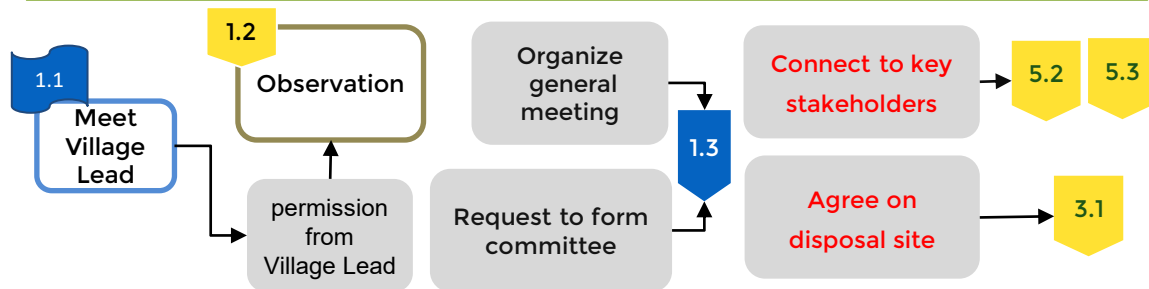 1.1
Meet
Village
Lead
1.2
Observation
permission
from
Village Lead
Organize
general
meeting
Request to form
committee
1.3
Connect to key
stakeholders
5.2
5.3
Agree on
disposal site
3.1